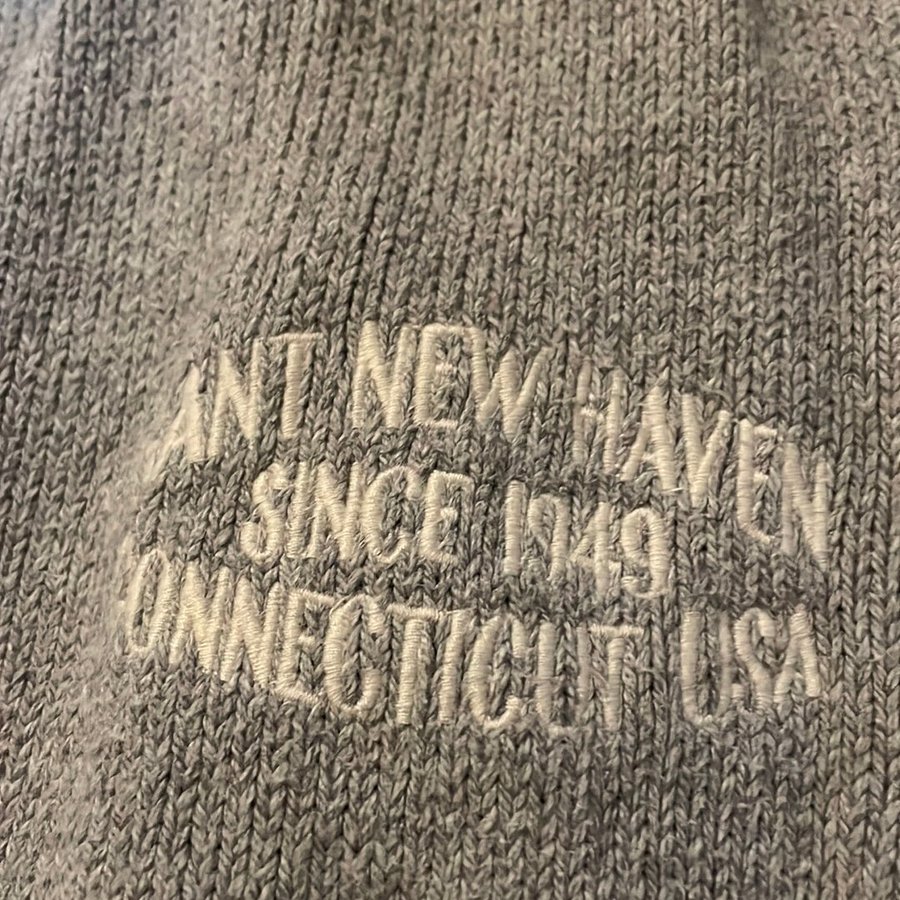 ANT NEW HAVEN
SINCE 1949
CONNECTICUT USA